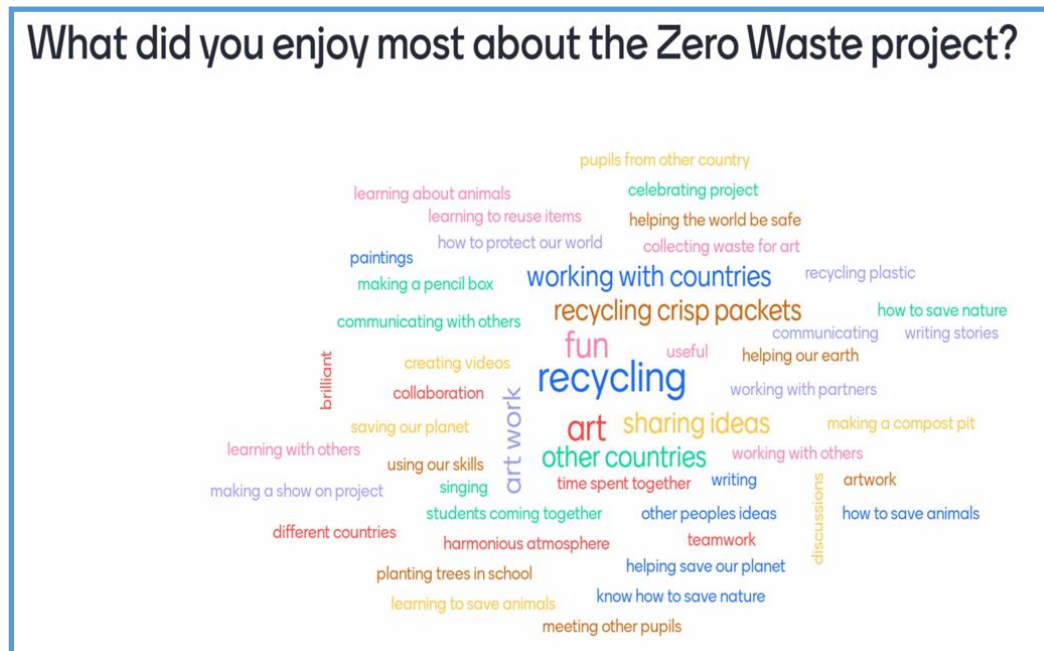 What did you enjoy most about the Zero Waste project?
pupils from other country
learning about animals
celebrating project
learning to reuse items
helping the world be safe
how to protect our world
collecting waste for art
paintings
working with countries
recycling plastic
making a pencil box
recycling crisp packets
how to save nature
communicating with others
communicating
writing stories
fun
useful
helping our earth
brilliant
creating videos
recycling
collaboration
working with partners
art work
saving our planet
art
sharing ideas
making a compost pit
learning with others
other countries
working with others
using our skills
making a show on project
singing
time spent together
writing
artwork
discussions
students coming together
other peoples ideas
how to save animals
different countries
harmonious atmosphere
teamwork
planting trees in school
helping save our planet
learning to save animals
know how to save nature
meeting other pupils